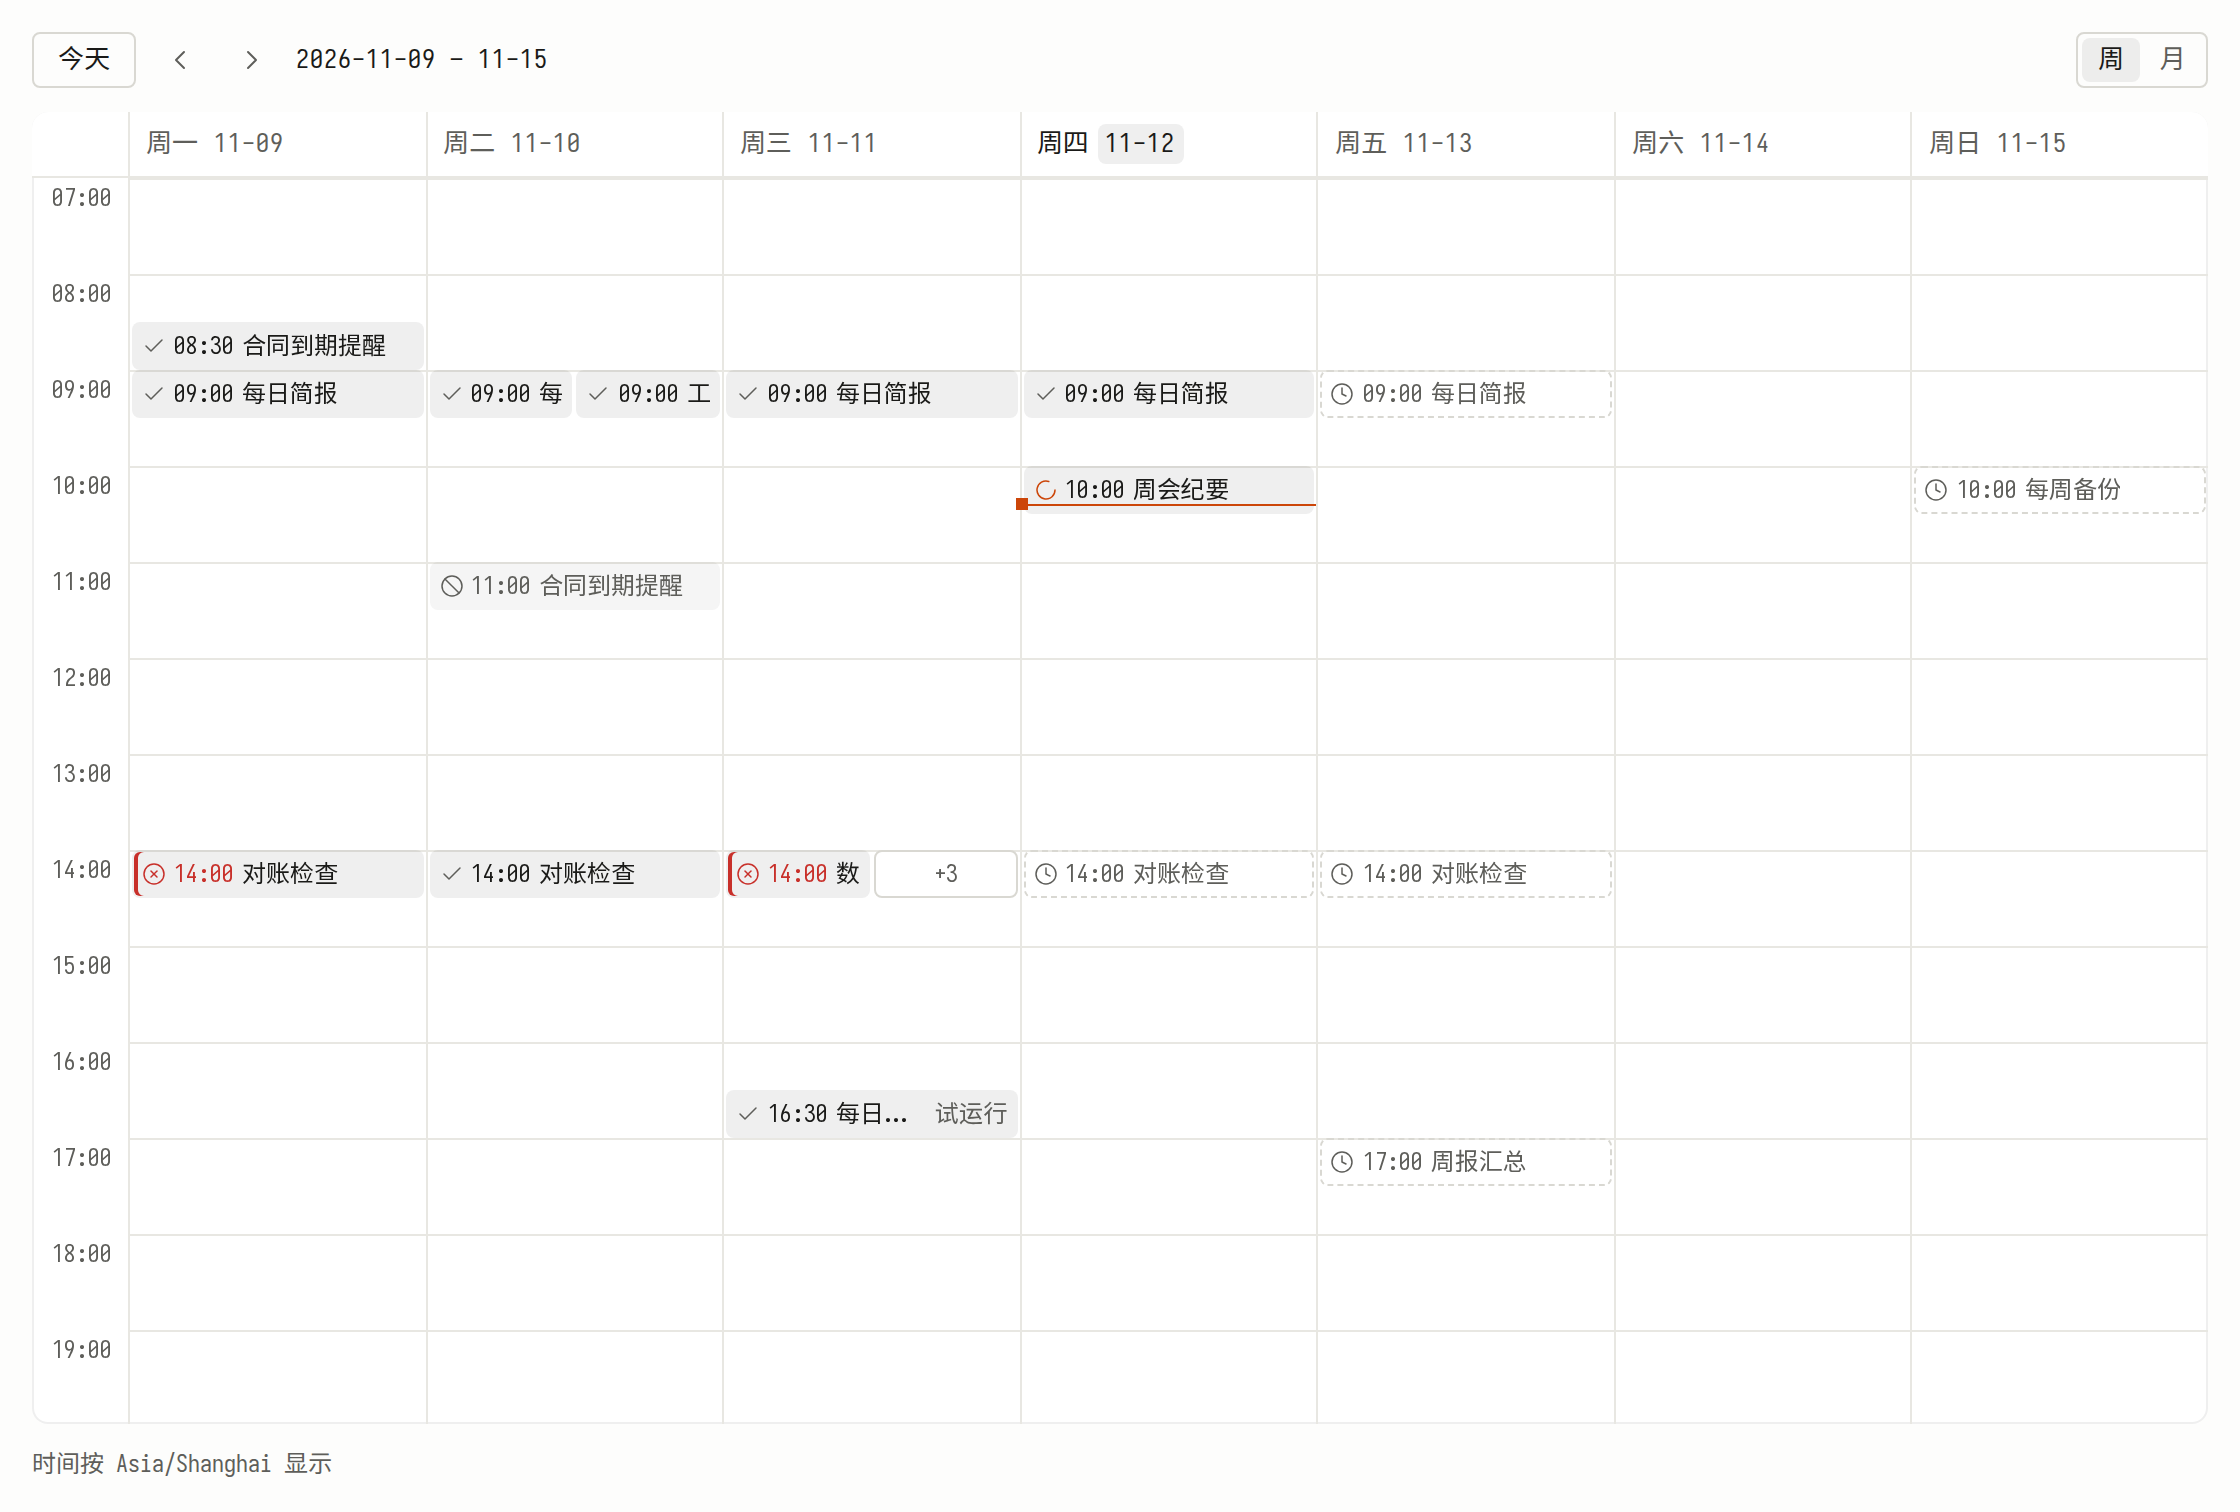 今天 2026-11-09 – 11-15 周 月
周一 11-09 周二 11-10 周三 11-11 周四 11-12 周五 11-13 周六 11-14 周日 11-15
07:00
08:00
08:30 合同到期提醒
09:00 09:00 每日简报 09:00 每 09:00 工 09:00 每日简报 09:00 每日简报 09:00 每日简报
10:00 10:00 周会纪要 10:00 每周备份
11:00 11:00 合同到期提醒
12:00
13:00
14:00 14:00 对账检查 14:00 对账检查 14:00 数 +3 14:00 对账检查 14:00 对账检查
15:00
16:00
16:30 每日... 试运行
17:00 17:00 周报汇总
18:00
19:00
时间按 Asia/Shanghai 显示